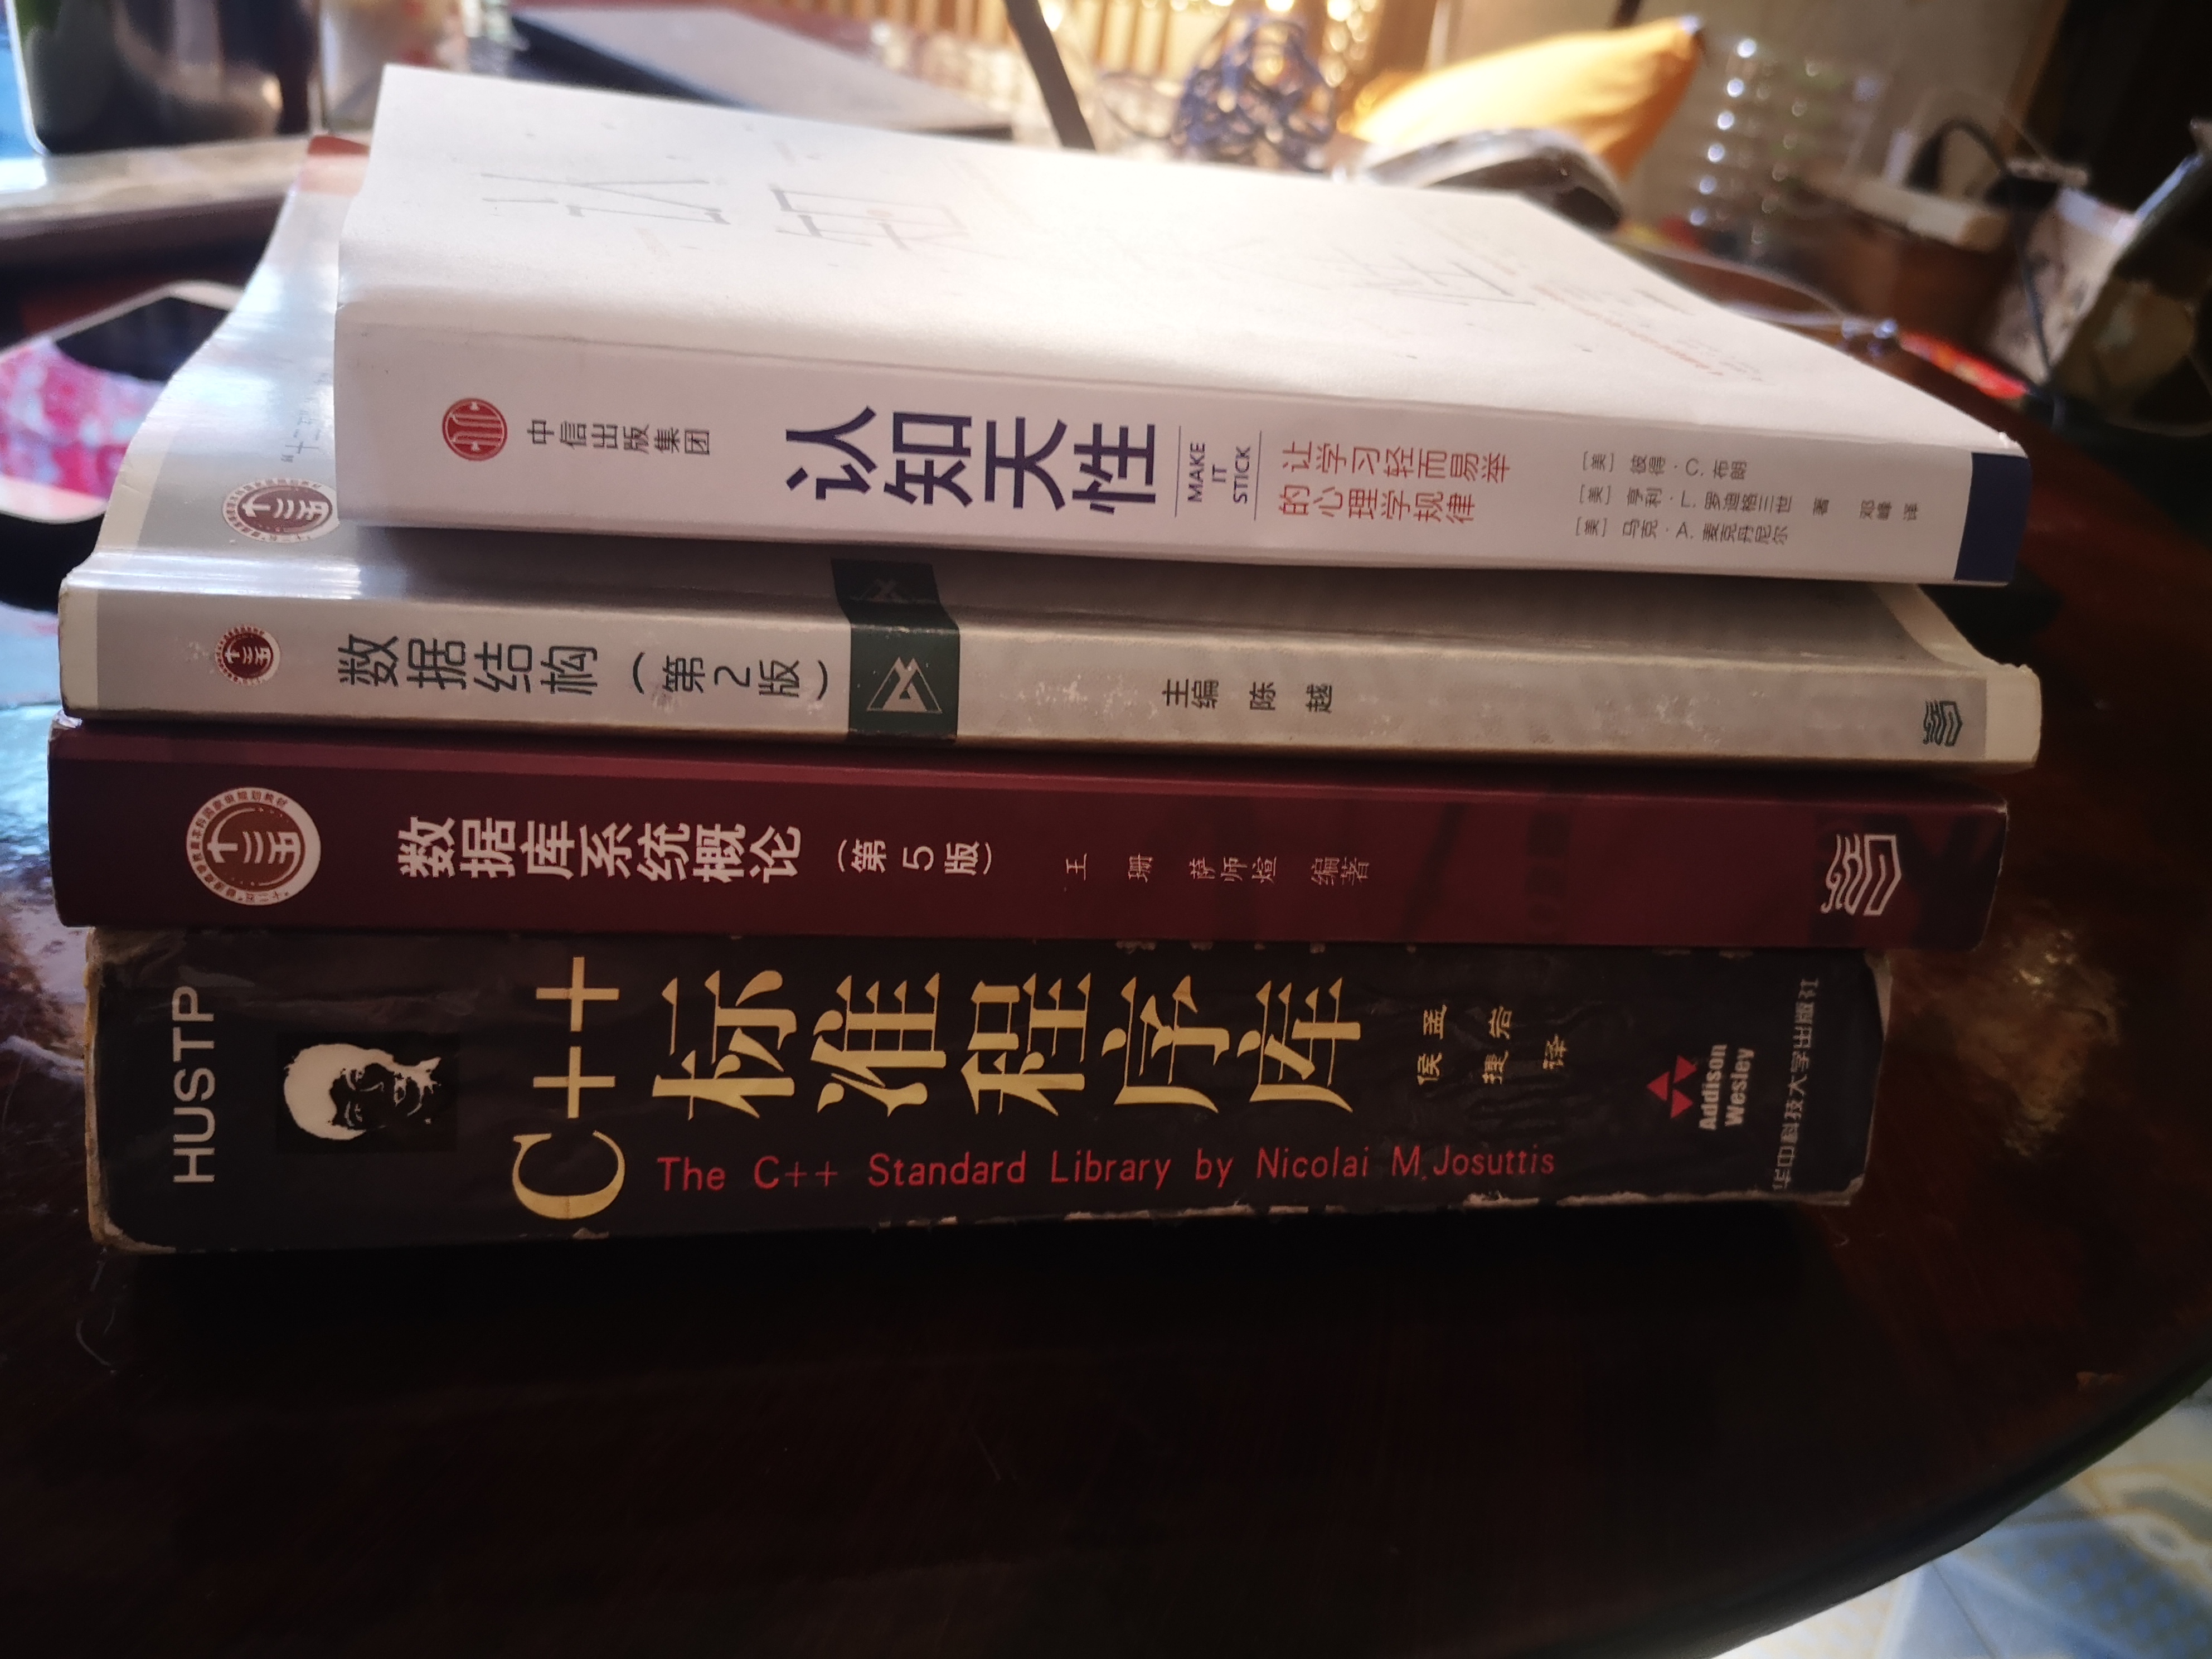 中信出版集团
认知天性
MAKE
IT
STICK
让学习轻而易举
的心理学规律
[美] 彼得·C. 布朗
[美] 亨利·L. 罗迪格三世 著
[美] 马克·A. 麦克丹尼尔
邓峰 译
数据结构（第2版）
主编 陈 越
数据库系统概论（第5版）
王 珊 萨师煊 编著
HUSTP
C++标准程序库
The C++ Standard Library by Nicolai M.Josuttis
侯捷
孟岩
译
Addison
Wesley
华中科技大学出版社